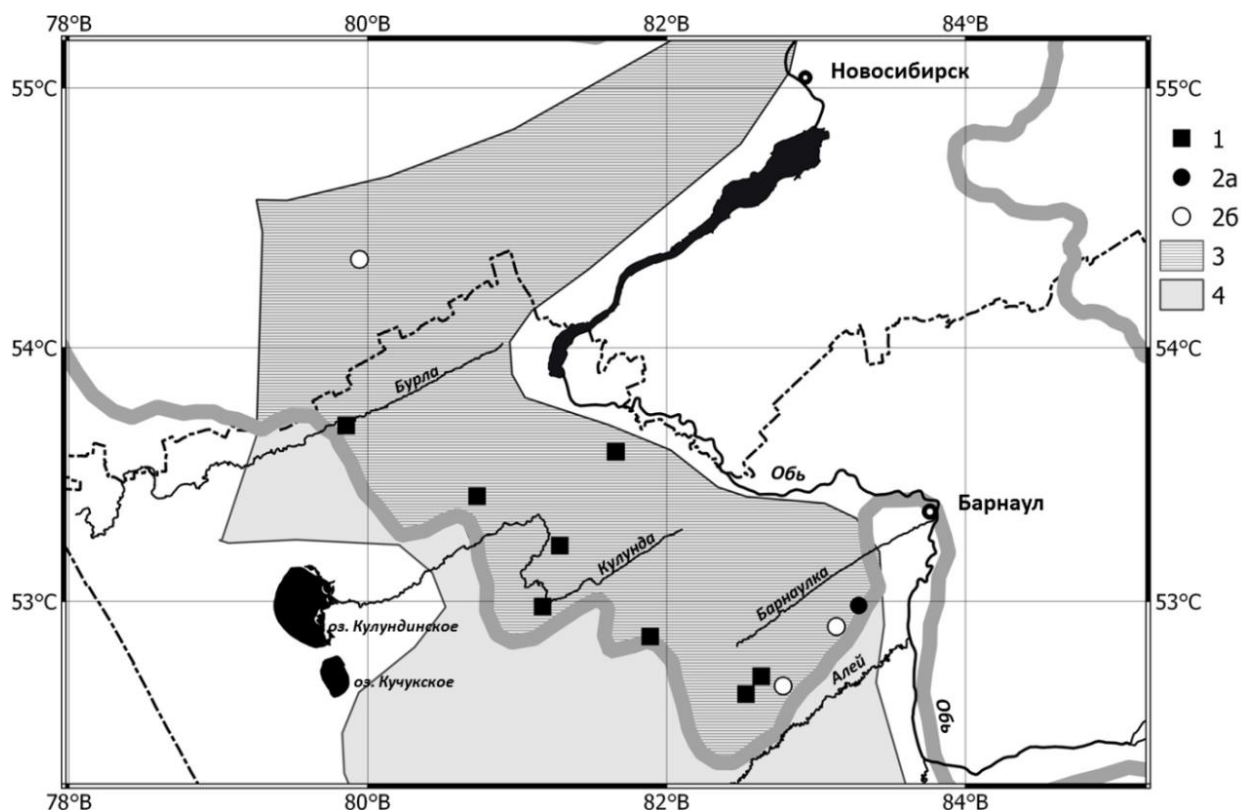 78°В 80°В 82°В 84°В
55°С 55°С
Новосибирск
1
2а
2б
3
4
54°С 54°С
Бурла
Обь
Барнаул
Кулунда
Барнаулка
53°С 53°С
оз. Кулундинское
Алей
оз. Кучукское
Обь
78°В 80°В 82°В 84°В